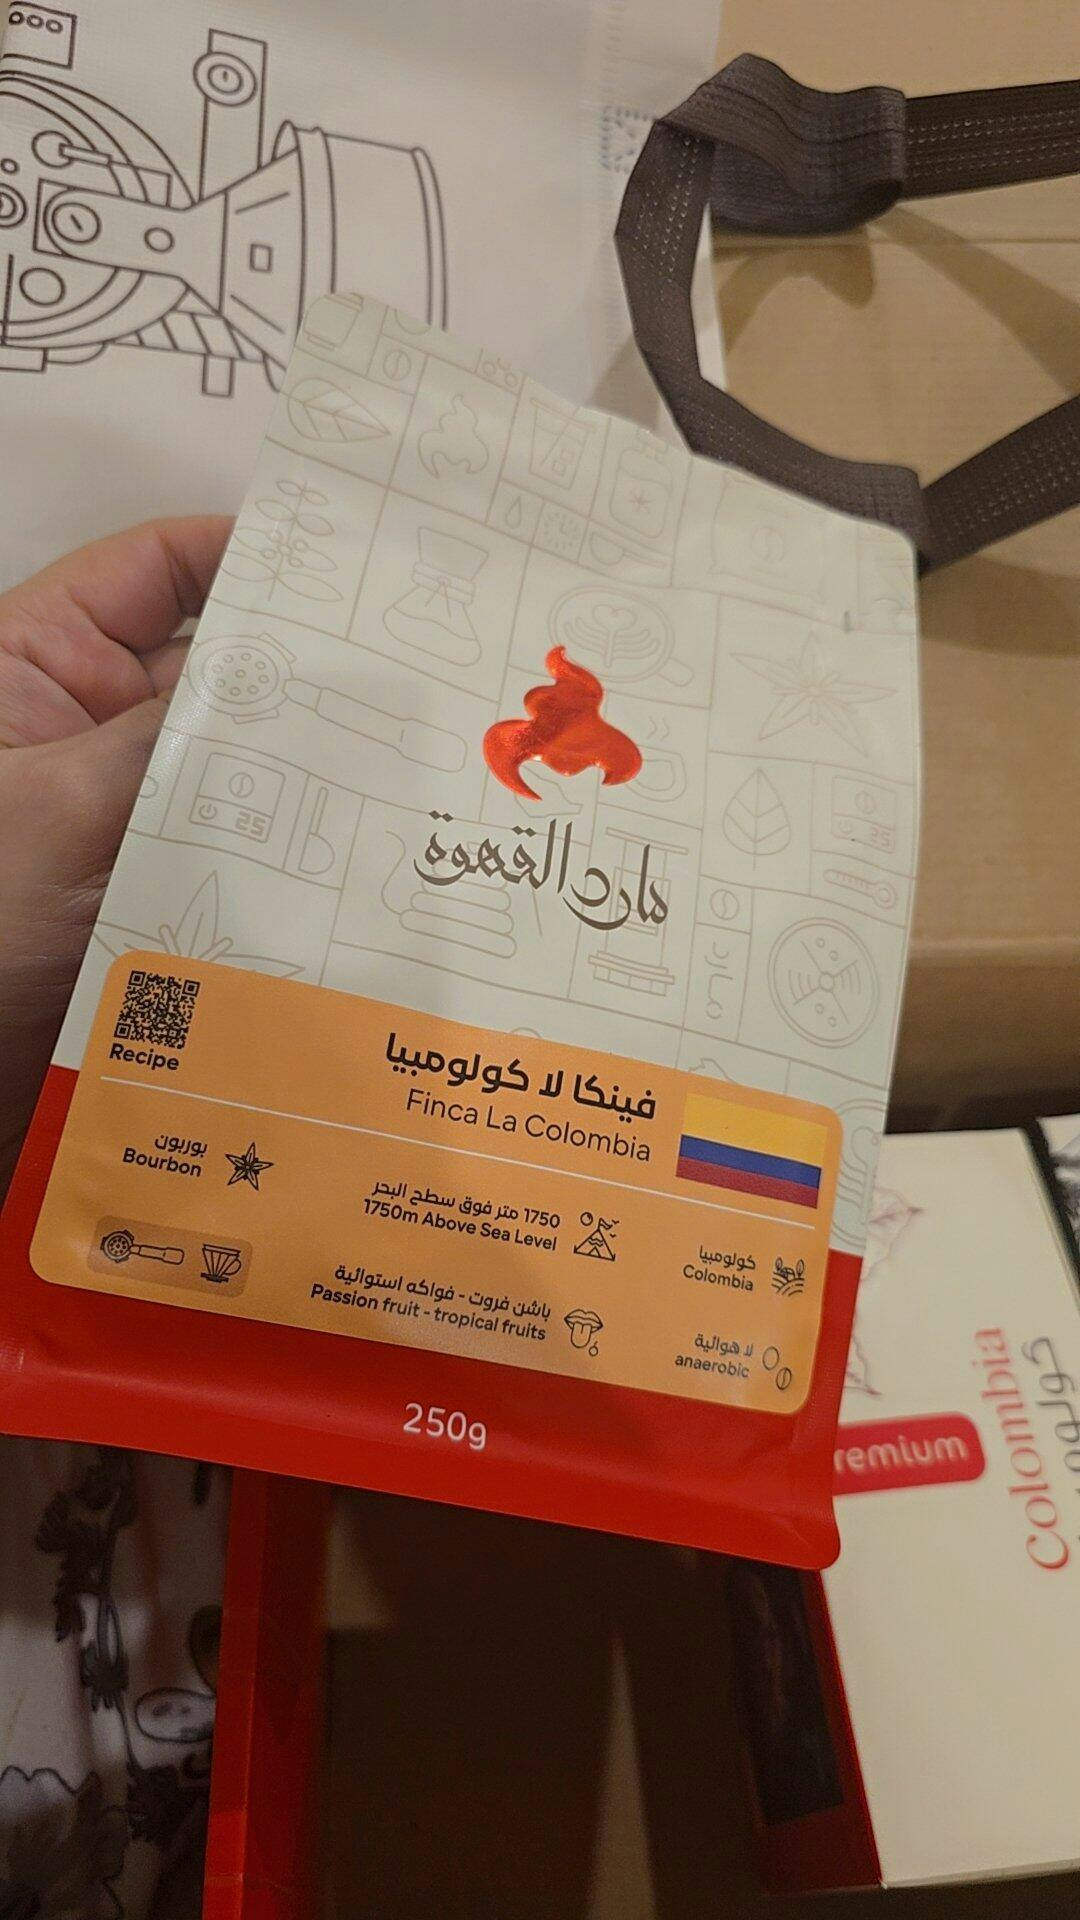 مارد القهوة
Recipe
فينكا لا كولومبيا
Finca La Colombia
بوربون
Bourbon
1750 متر فوق سطح البحر
1750m Above Sea Level
كولومبيا
Colombia
باشن فروت - فواكه استوائية
Passion fruit - tropical fruits
لا هوائية
anaerobic
250g
remium
Colombia